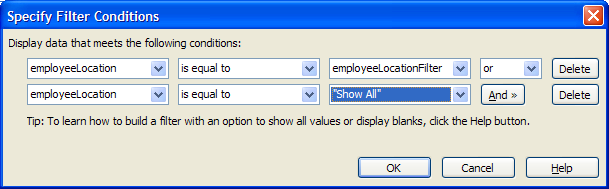 Specify Filter Conditions
Display data that meets the following conditions:
employeeLocation is equal to employeeLocationFilter or Delete
employeeLocation is equal to "Show All" And » Delete
Tip: To learn how to build a filter with an option to show all values or display blanks, click the Help button.
OK Cancel Help